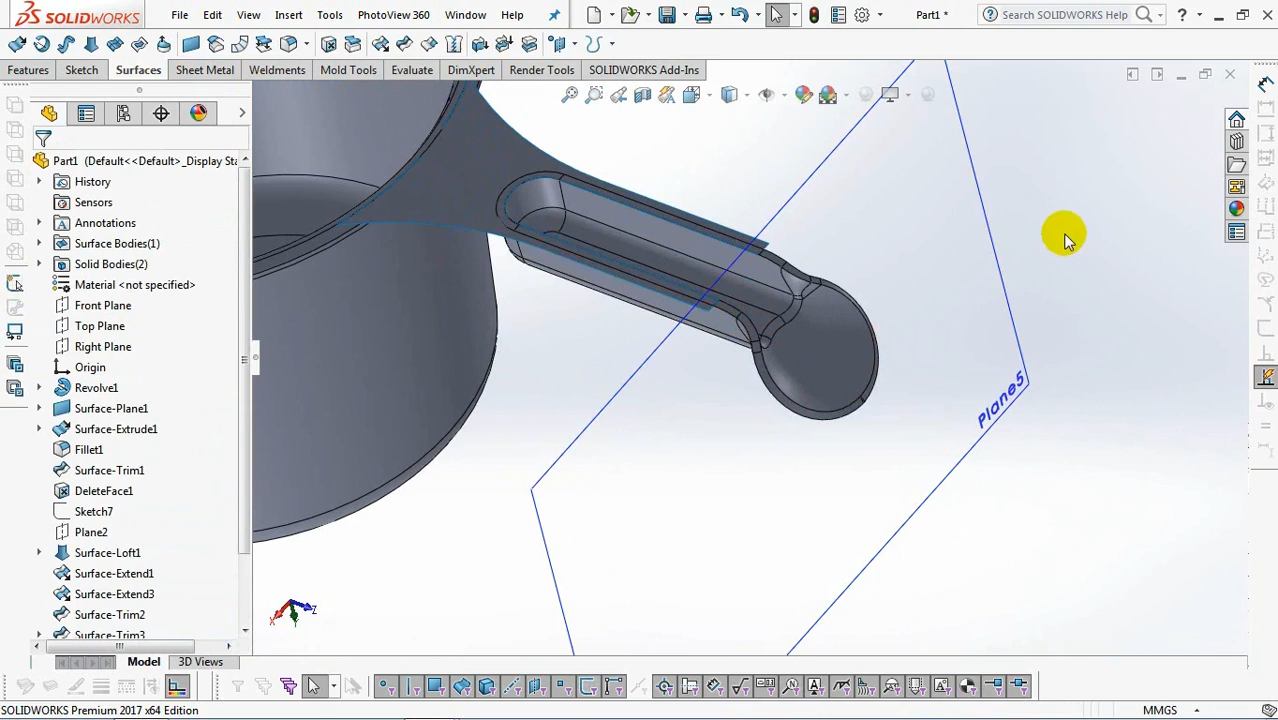 SOLIDWORKS
File Edit View Insert Tools PhotoView 360 Window Help
Part1 *
Search SOLIDWORKS Help
Features Sketch Surfaces Sheet Metal Weldments Mold Tools Evaluate DimXpert Render Tools SOLIDWORKS Add-Ins
Part1 (Default<<Default>_Display Sta
History
Sensors
Annotations
Surface Bodies(1)
Solid Bodies(2)
Material <not specified>
Front Plane
Top Plane
Right Plane
Origin
Revolve1
Surface-Plane1
Surface-Extrude1
Fillet1
Surface-Trim1
DeleteFace1
Sketch7
Plane2
Surface-Loft1
Surface-Extend1
Surface-Extend3
Surface-Trim2
Surface-Trim3
Plane5
X
Y
Z
Model 3D Views
SOLIDWORKS Premium 2017 x64 Edition
MMGS